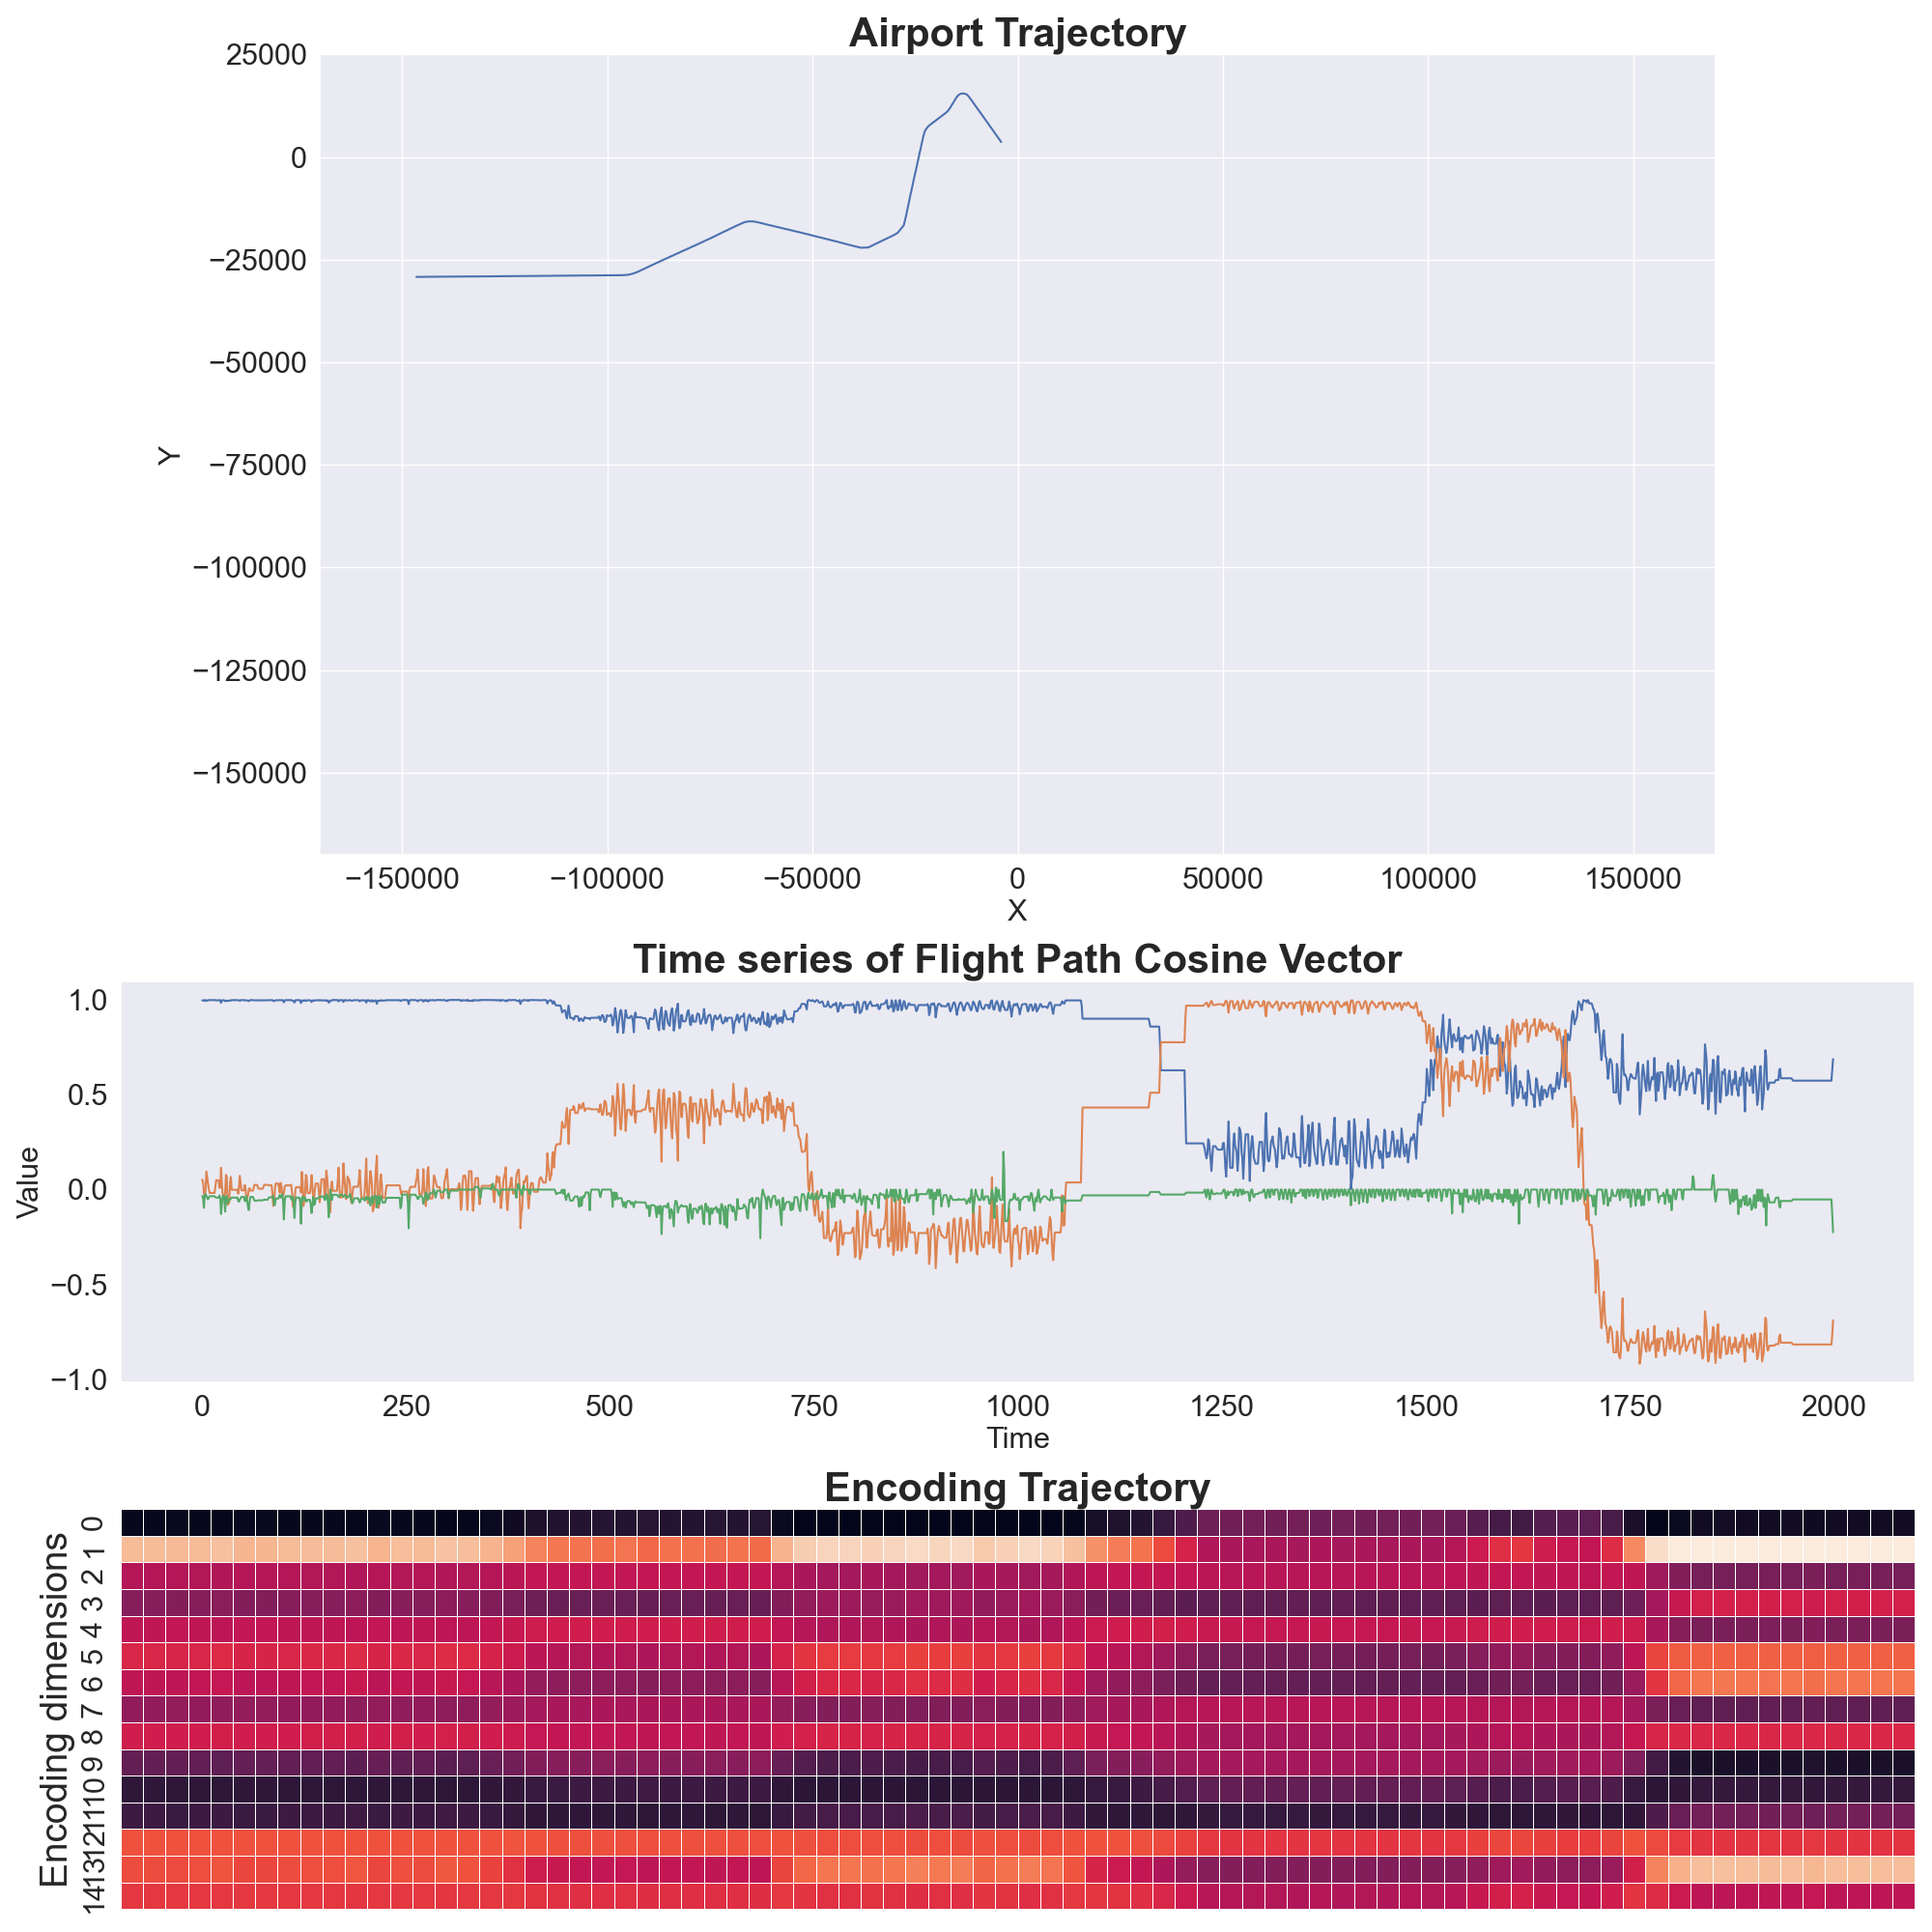 Airport Trajectory
25000
0
−25000
−50000
−75000
−100000
−125000
−150000
Y
−150000 −100000 −50000 0 50000 100000 150000
X
Time series of Flight Path Cosine Vector
1.0
0.5
0.0
−0.5
−1.0
Value
0 250 500 750 1000 1250 1500 1750 2000
Time
Encoding Trajectory
Encoding dimensions
0
1
2
3
4
5
6
7
8
9
10
11
12
13
14